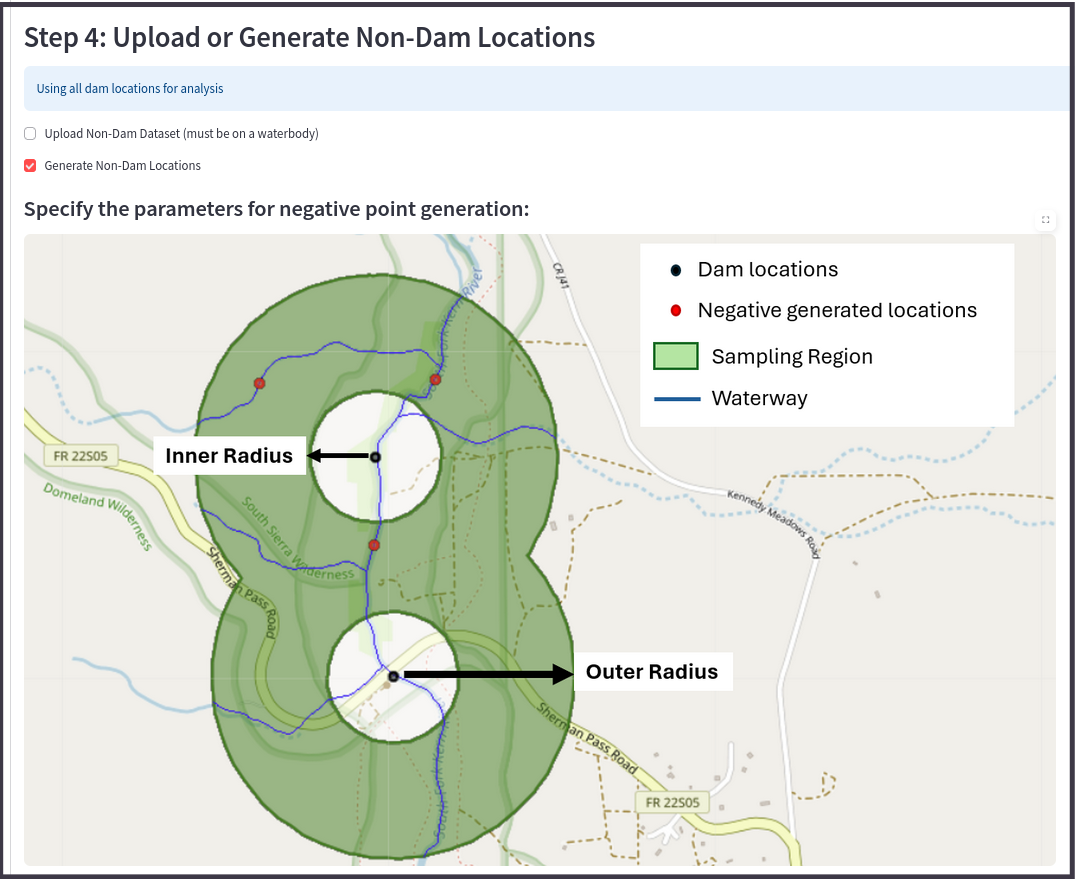 Step 4: Upload or Generate Non-Dam Locations
Using all dam locations for analysis
Upload Non-Dam Dataset (must be on a waterbody)
Generate Non-Dam Locations
Specify the parameters for negative point generation:
Dam locations
Negative generated locations
Sampling Region
Waterway
CR J41
River
FR 22S05
Inner Radius
Domeland Wilderness
South Sierra Wilderness
Kennedy Meadows Road
Sherman Pass Road
Outer Radius
Sherman Pass Road
FR 22S05